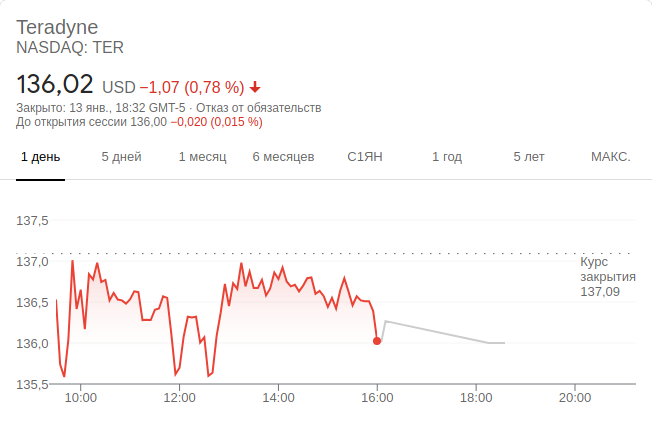 Teradyne
NASDAQ: TER
136,02 USD −1,07 (0,78 %)
Закрыто: 13 янв., 18:32 GMT-5 · Отказ от обязательств
До открытия сессии 136,00 −0,020 (0,015 %)
1 день 5 дней 1 месяц 6 месяцев С1ЯН 1 год 5 лет МАКС.
137,5
137,0
136,5
136,0
135,5
Курс
закрытия
137,09
10:00 12:00 14:00 16:00 18:00 20:00